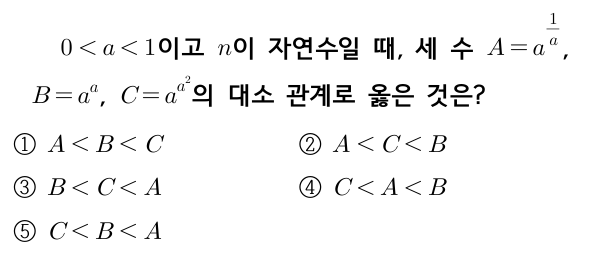 0 < a < 1이고 n이 자연수일 때, 세 수 A = a^{\frac{1}{a}},
B = a^{a}, C = a^{a^{2}}의 대소 관계로 옳은 것은?
① A < B < C ② A < C < B
③ B < C < A ④ C < A < B
⑤ C < B < A